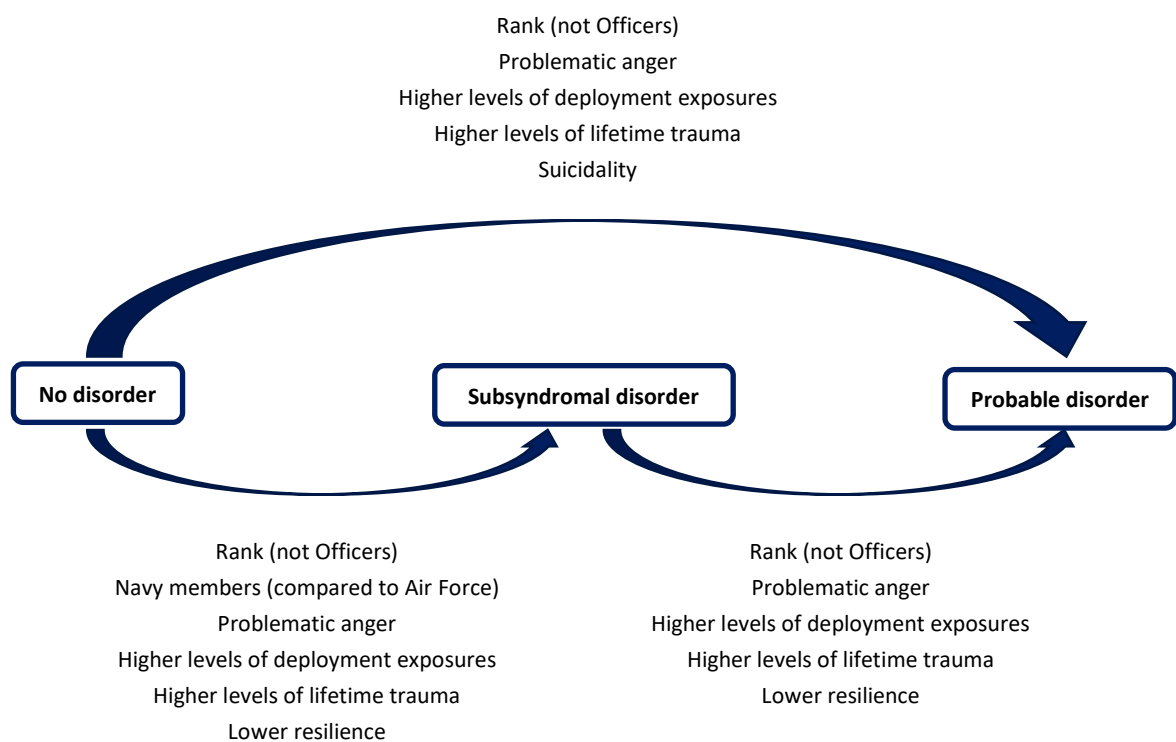 Rank (not Officers)
Problematic anger
Higher levels of deployment exposures
Higher levels of lifetime trauma
Suicidality
No disorder
Subsyndromal disorder
Probable disorder
Rank (not Officers)
Navy members (compared to Air Force)
Problematic anger
Higher levels of deployment exposures
Higher levels of lifetime trauma
Lower resilience
Rank (not Officers)
Problematic anger
Higher levels of deployment exposures
Higher levels of lifetime trauma
Lower resilience